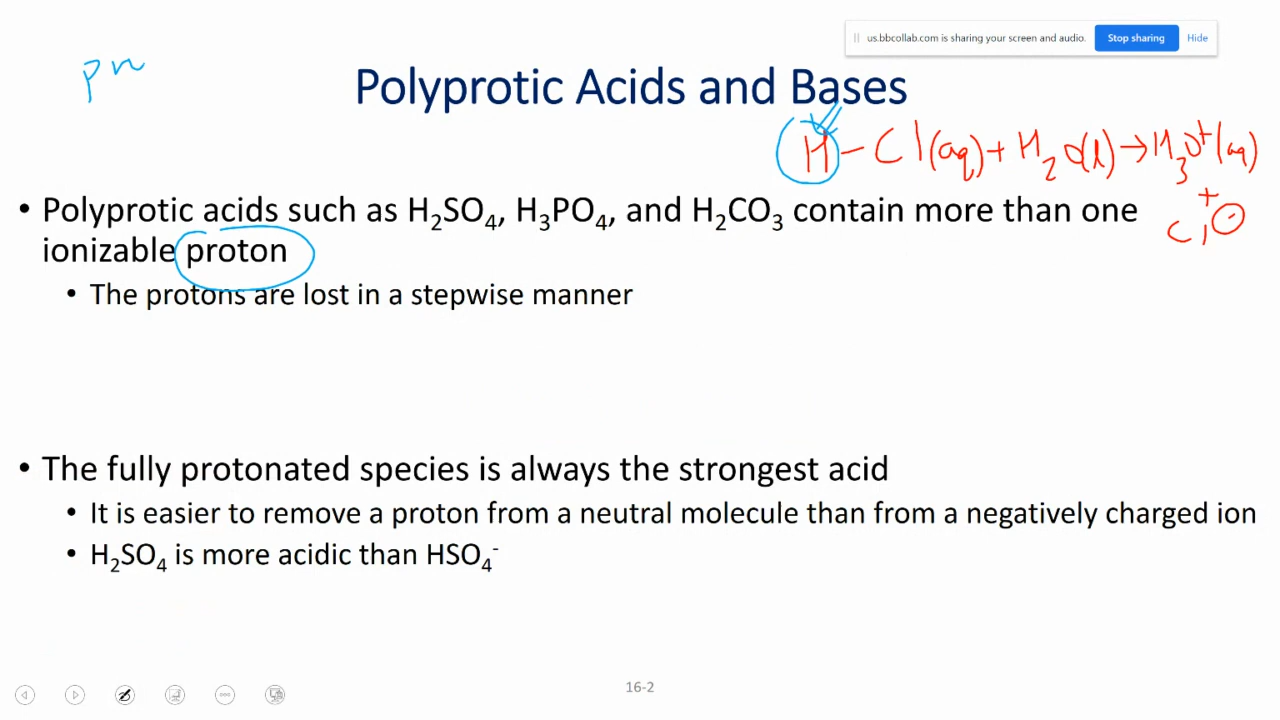 us.bbcollab.com is sharing your screen and audio. Stop sharing Hide
Polyprotic Acids and Bases
H - Cl(aq) + H₂O(l) → H₃O⁺(aq)
+ Cl⊖
• Polyprotic acids such as H₂SO₄, H₃PO₄, and H₂CO₃ contain more than one
ionizable proton
• The protons are lost in a stepwise manner
• The fully protonated species is always the strongest acid
• It is easier to remove a proton from a neutral molecule than from a negatively charged ion
• H₂SO₄ is more acidic than HSO₄⁻
16-2